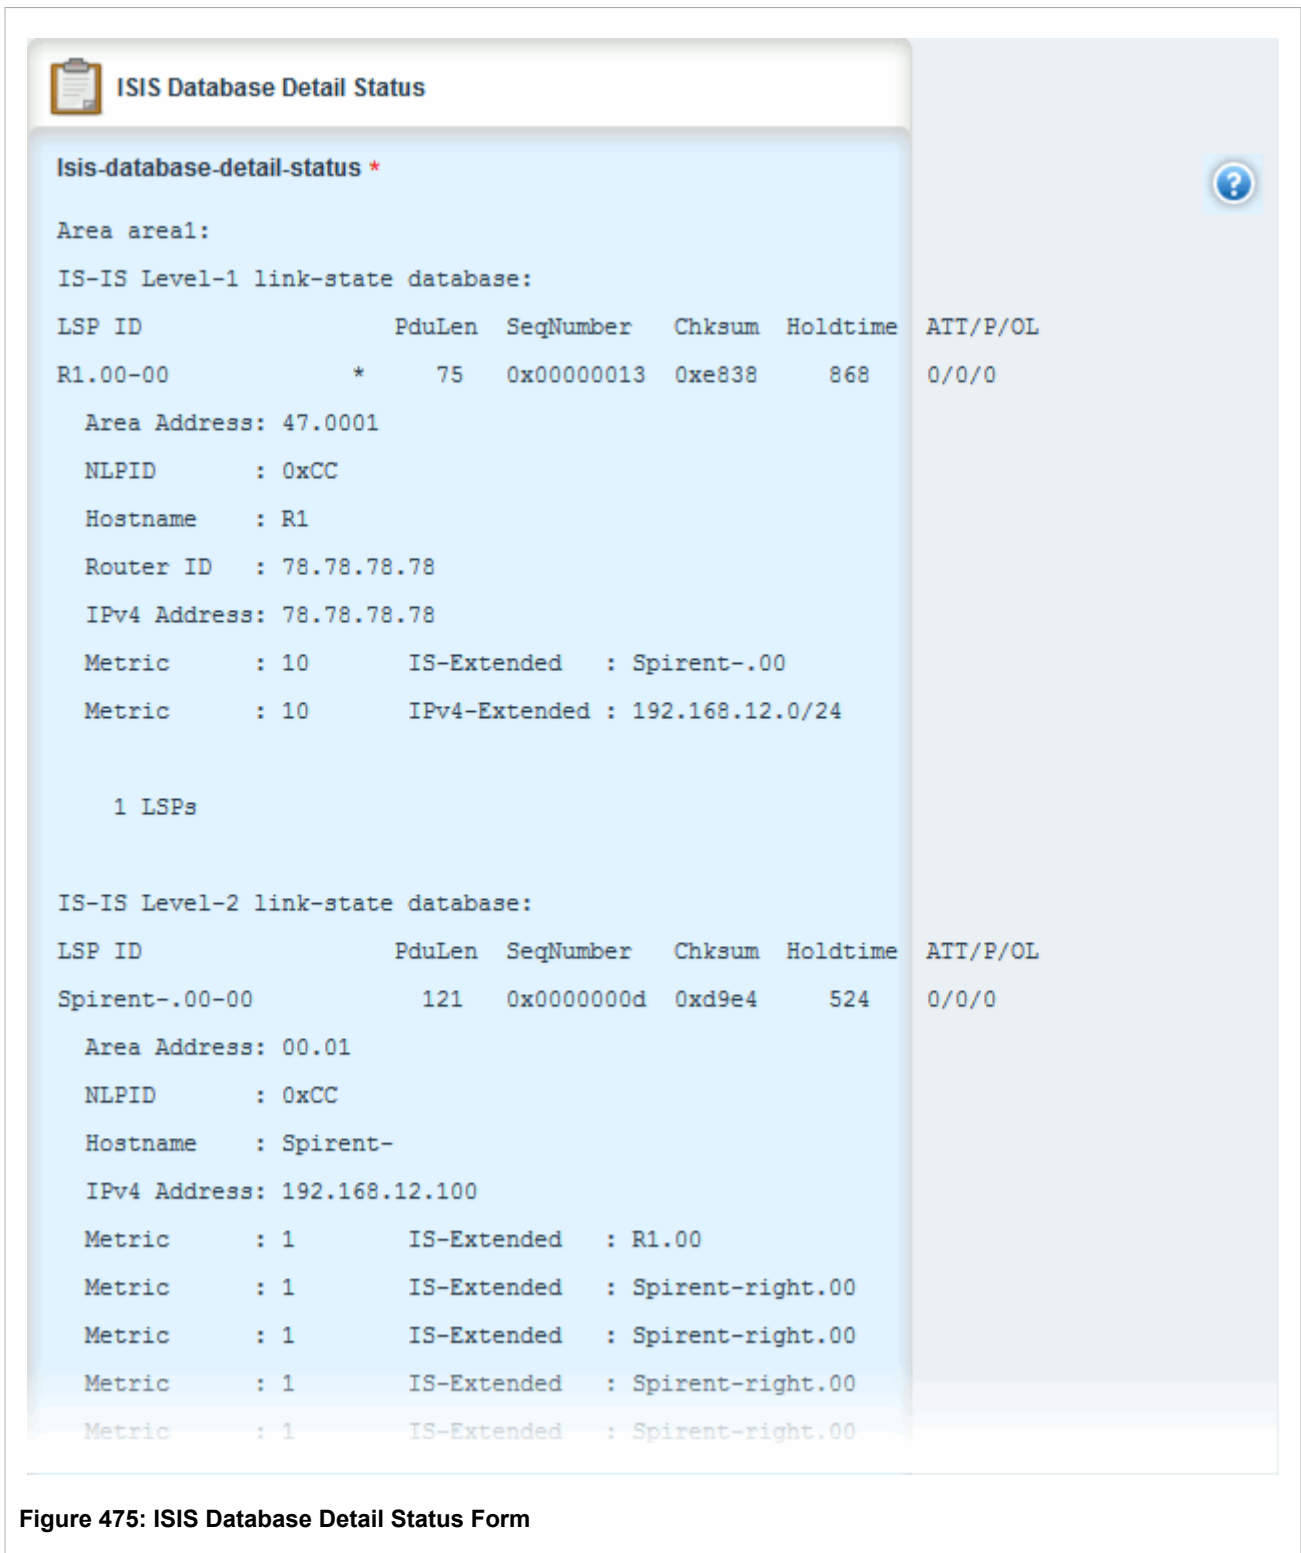 ISIS Database Detail Status
Isis-database-detail-status *
Area area1:
IS-IS Level-1 link-state database:
LSP ID                  PduLen  SeqNumber   Chksum  Holdtime  ATT/P/OL
R1.00-00             *     75   0x00000013  0xe838     868    0/0/0
  Area Address: 47.0001
  NLPID       : 0xCC
  Hostname    : R1
  Router ID   : 78.78.78.78
  IPv4 Address: 78.78.78.78
  Metric      : 10       IS-Extended   : Spirent-.00
  Metric      : 10       IPv4-Extended : 192.168.12.0/24
    1 LSPs
IS-IS Level-2 link-state database:
LSP ID                  PduLen  SeqNumber   Chksum  Holdtime  ATT/P/OL
Spirent-.00-00            121   0x0000000d  0xd9e4     524    0/0/0
  Area Address: 00.01
  NLPID       : 0xCC
  Hostname    : Spirent-
  IPv4 Address: 192.168.12.100
  Metric      : 1        IS-Extended   : R1.00
  Metric      : 1        IS-Extended   : Spirent-right.00
  Metric      : 1        IS-Extended   : Spirent-right.00
  Metric      : 1        IS-Extended   : Spirent-right.00
  Metric      : 1        IS-Extended   : Spirent-right.00
Figure 475: ISIS Database Detail Status Form